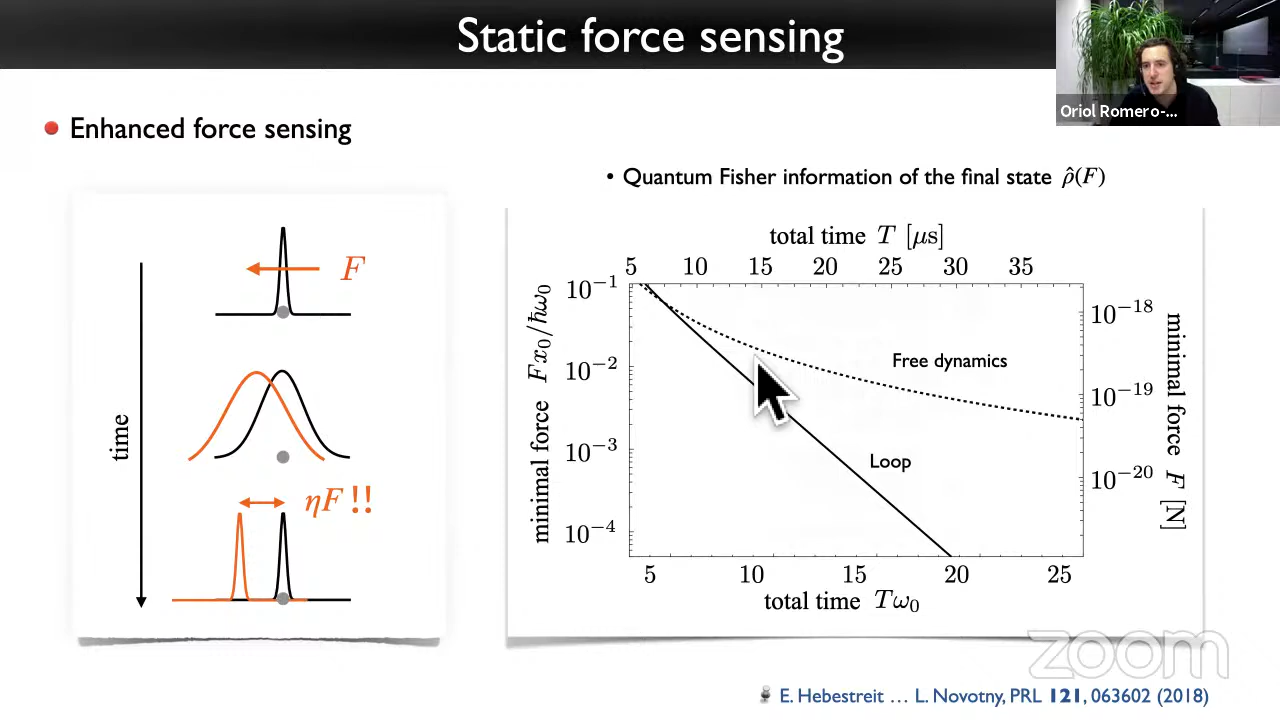 Static force sensing
Oriol Romero-...
Enhanced force sensing
• Quantum Fisher information of the final state ρ̂(F)
F
time
ηF !!
total time T [μs]
5 10 15 20 25 30 35
minimal force Fx₀/ħω₀
10⁻¹
10⁻²
10⁻³
10⁻⁴
Free dynamics
Loop
10⁻¹⁸
10⁻¹⁹
10⁻²⁰
minimal force F [N]
5 10 15 20 25
total time Tω₀
zoom
E. Hebestreit ... L. Novotny, PRL 121, 063602 (2018)